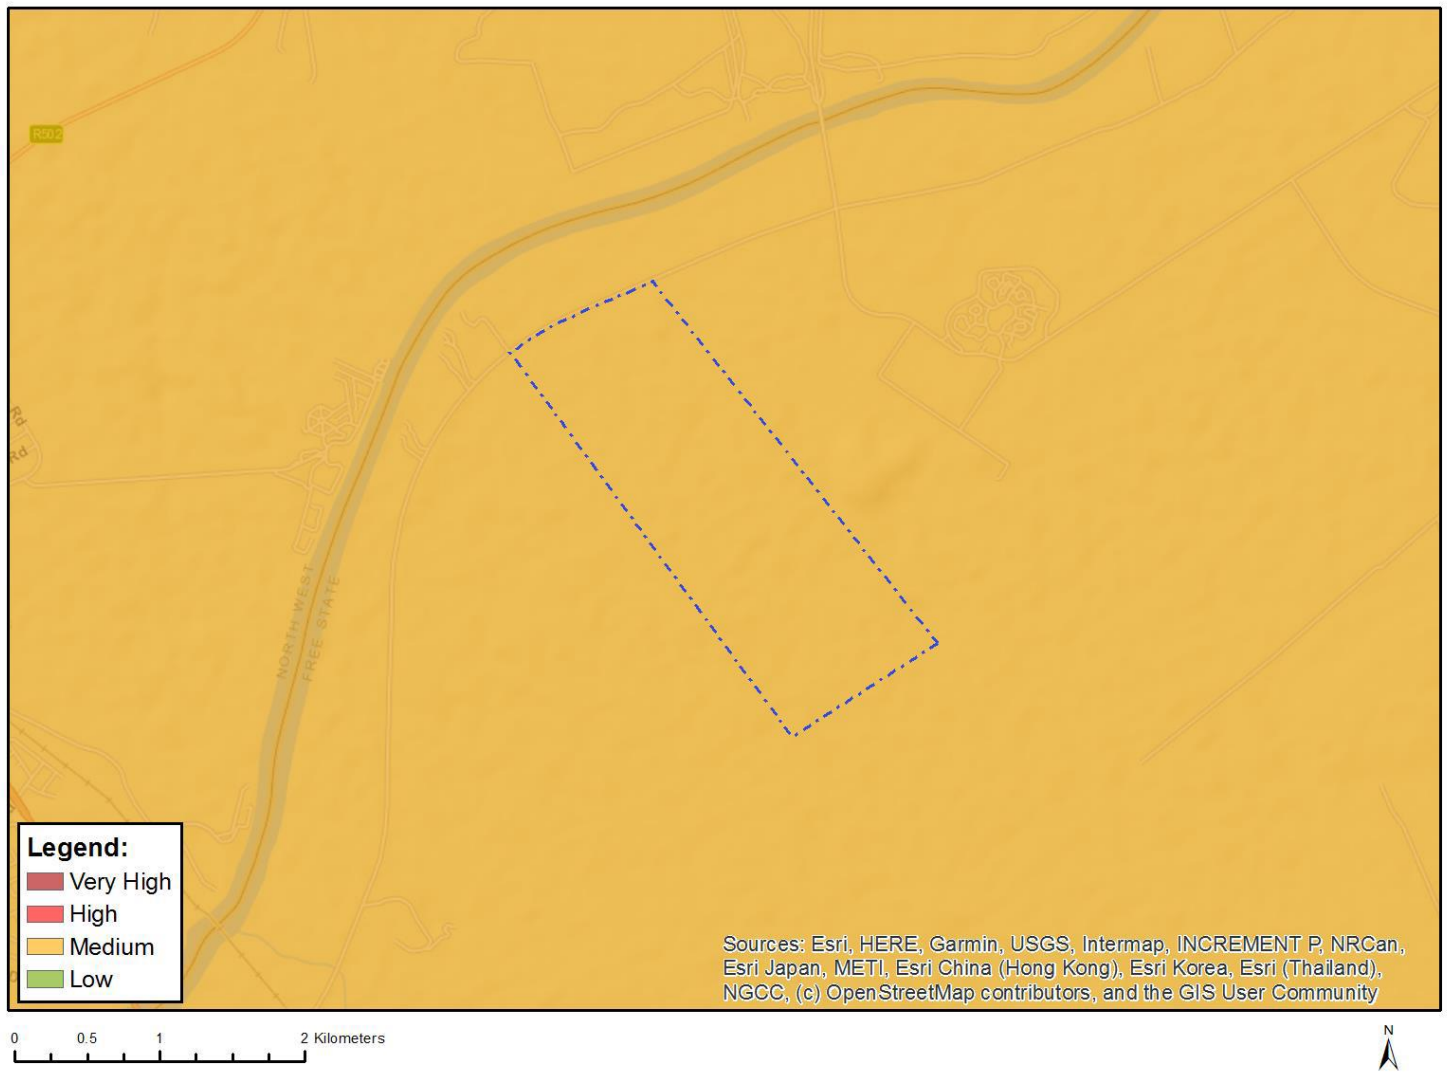 R502
Rd
Rd
NORTH WEST
FREE STATE
Legend:
Very High
High
Medium
Low
Sources: Esri, HERE, Garmin, USGS, Intermap, INCREMENT P, NRCan,
Esri Japan, METI, Esri China (Hong Kong), Esri Korea, Esri (Thailand),
NGCC, (c) OpenStreetMap contributors, and the GIS User Community
0 0.5 1 2 Kilometers
N